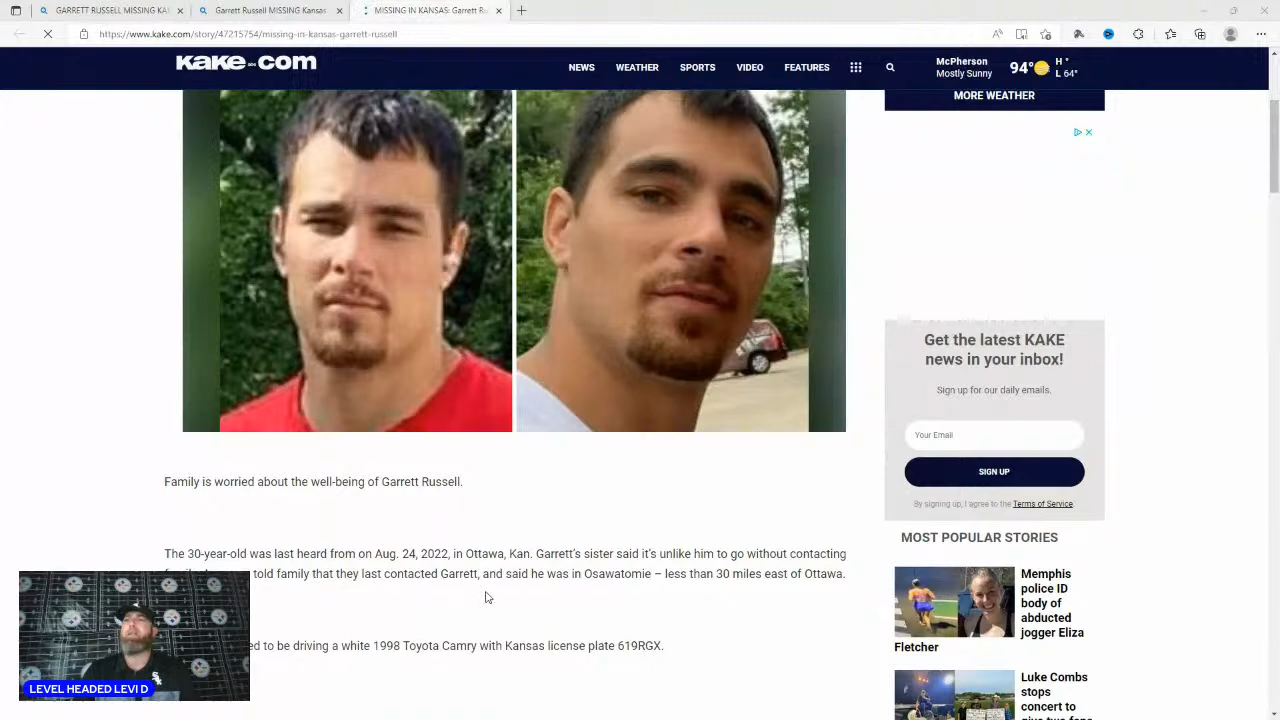 GARRETT RUSSELL MISSING KA
Garrett Russell MISSING Kansas
MISSING IN KANSAS: Garrett Ru
https://www.kake.com/story/47215754/missing-in-kansas-garrett-russell
KAKE.COM
NEWS WEATHER SPORTS VIDEO FEATURES
McPherson
Mostly Sunny
94°
H °
L 64°
MORE WEATHER
Family is worried about the well-being of Garrett Russell.
The 30-year-old was last heard from on Aug. 24, 2022, in Ottawa, Kan. Garrett's sister said it's unlike him to go without contacting
told family that they last contacted Garrett, and said he was in Osawatomie – less than 30 miles east of Ottawa.
ed to be driving a white 1998 Toyota Camry with Kansas license plate 619RGX.
LEVEL HEADED LEVI D
Get the latest KAKE
news in your inbox!
Sign up for our daily emails.
Your Email
SIGN UP
By signing up, I agree to the Terms of Service.
MOST POPULAR STORIES
Memphis
police ID
body of
abducted
jogger Eliza
Fletcher
Luke Combs
stops
concert to
give two fans